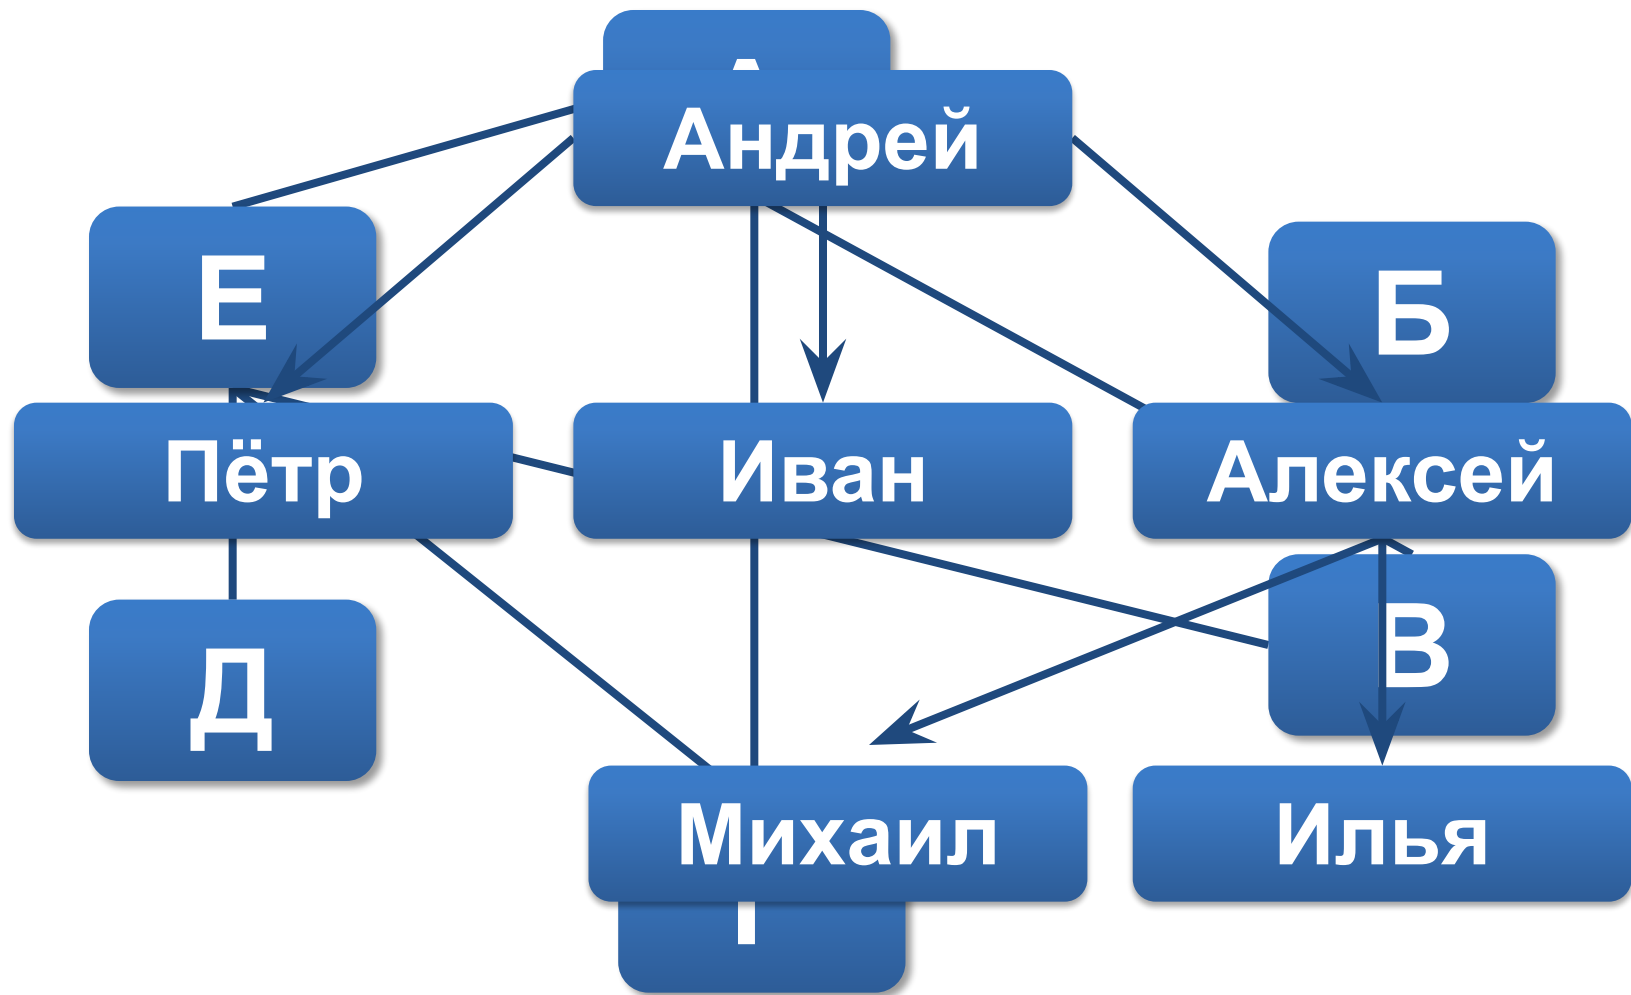 Андрей
Е
Б
Пётр
Иван
Алексей
В
Д
Михаил
Илья